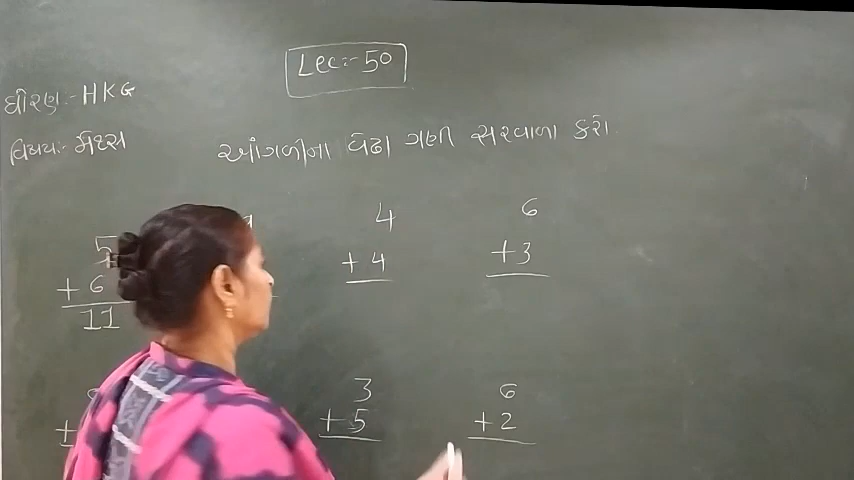 Lec:- 50
ધોરણ:- HKG
વિષય:- મેથ્સ
આંગળીના વેઢા ગણી સરવાળા કરો.
5 4 6
+ 6 + 4 + 3
11
3 6
+ + 5 + 2